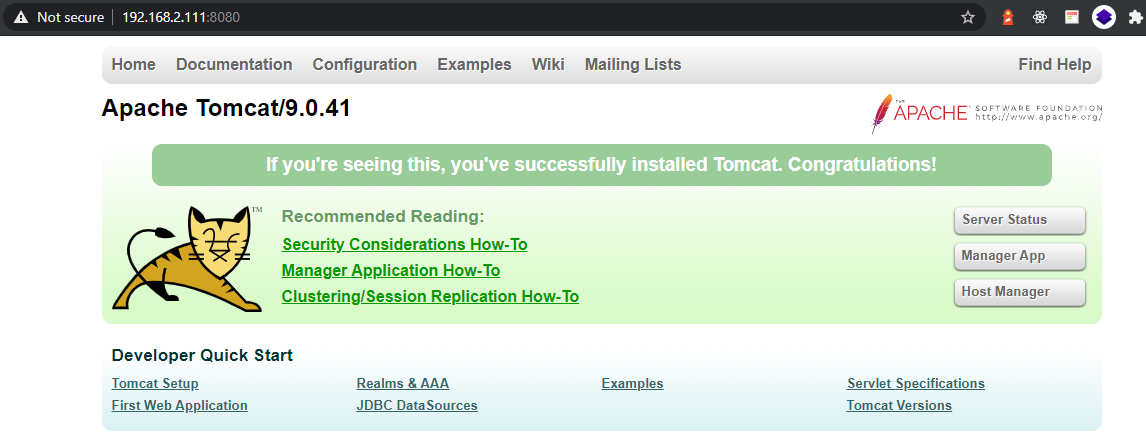 Not secure 192.168.2.111:8080
Home Documentation Configuration Examples Wiki Mailing Lists Find Help
Apache Tomcat/9.0.41
THE APACHE SOFTWARE FOUNDATION
http://www.apache.org/
If you're seeing this, you've successfully installed Tomcat. Congratulations!
TM
Recommended Reading:
Security Considerations How-To
Manager Application How-To
Clustering/Session Replication How-To
Server Status
Manager App
Host Manager
Developer Quick Start
Tomcat Setup Realms & AAA Examples Servlet Specifications
First Web Application JDBC DataSources Tomcat Versions